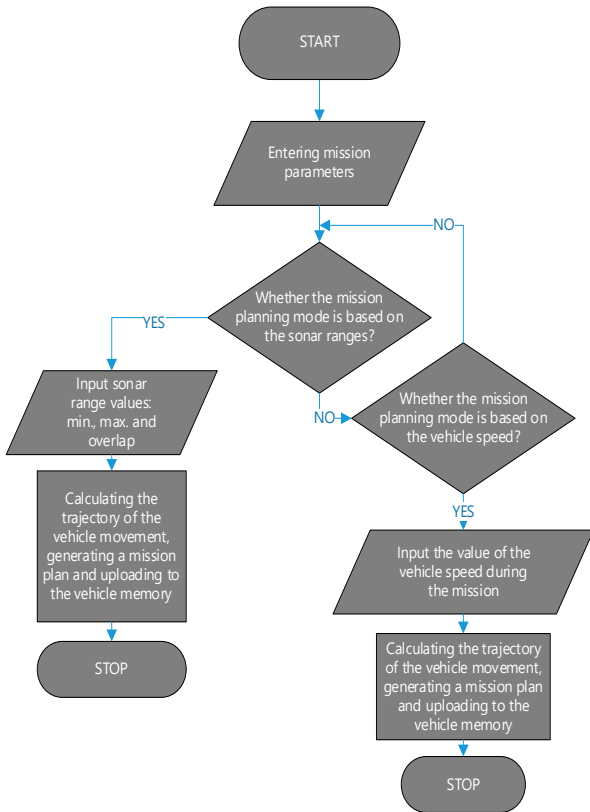 START
Entering mission
parameters
NO
Whether the mission
planning mode is based on
the sonar ranges?
YES
NO
Input sonar
range values:
min., max. and
overlap
Whether the mission
planning mode is based on
the vehicle speed?
Calculating the
trajectory of the
vehicle movement,
generating a mission
plan and uploading to
the vehicle memory
YES
Input the value of the
vehicle speed during
the mission
STOP
Calculating the trajectory
of the vehicle movement,
generating a mission plan
and uploading to the
vehicle memory
STOP